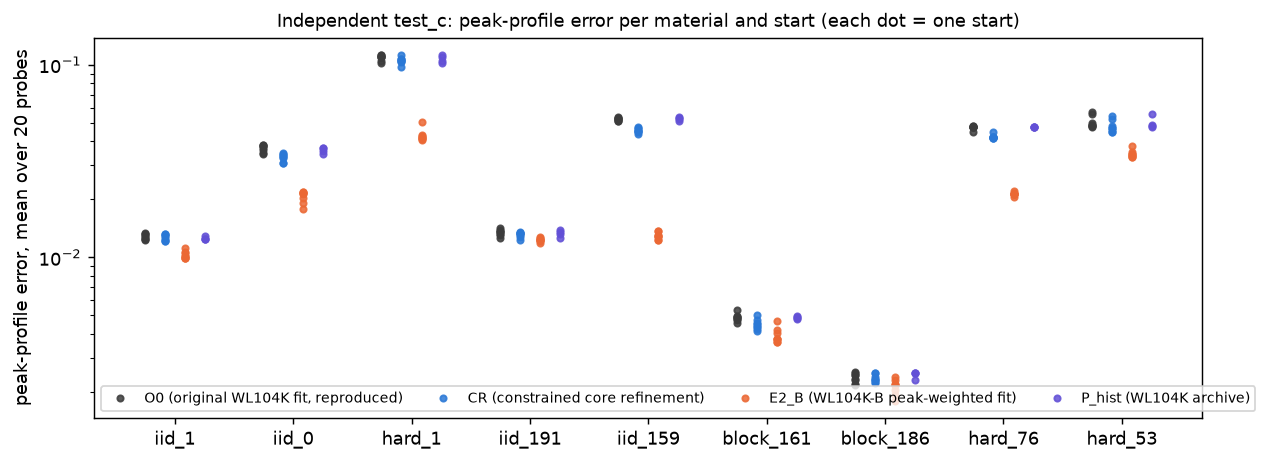 Independent test_c: peak-profile error per material and start (each dot = one start)
peak-profile error, mean over 20 probes
10⁻¹
10⁻²
O0 (original WL104K fit, reproduced) CR (constrained core refinement) E2_B (WL104K-B peak-weighted fit) P_hist (WL104K archive)
iid_1 iid_0 hard_1 iid_191 iid_159 block_161 block_186 hard_76 hard_53